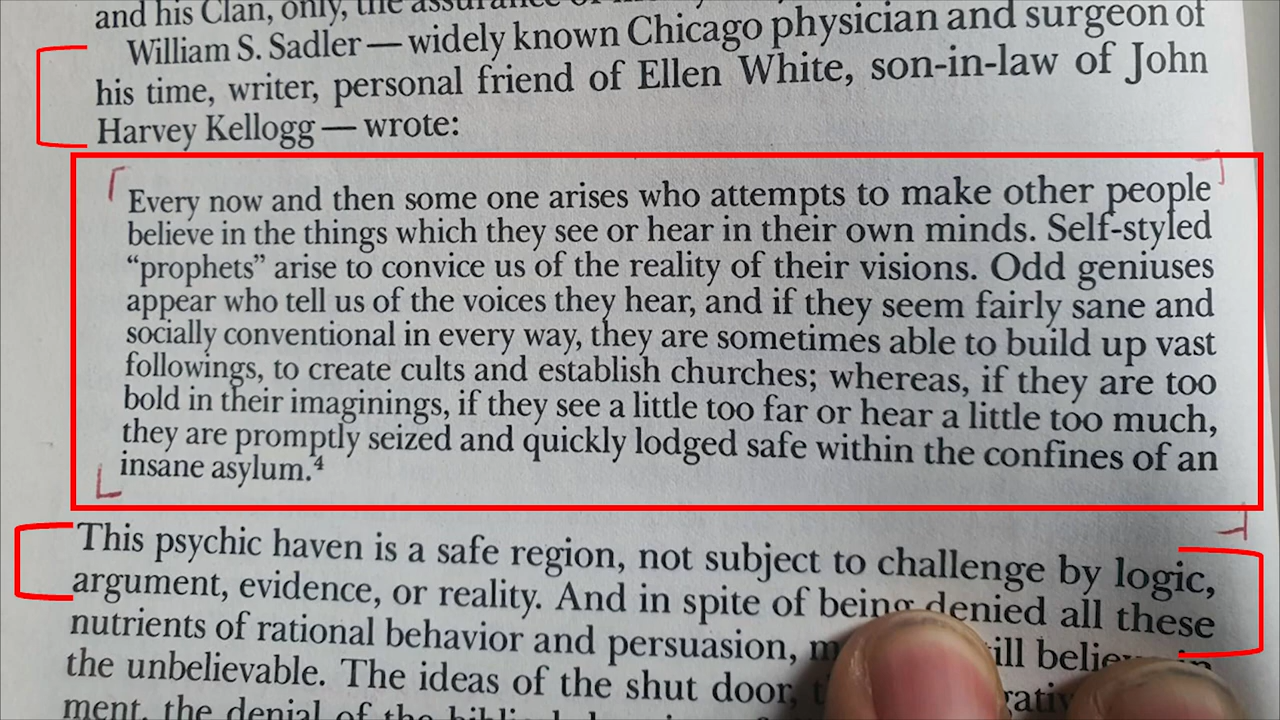 and his Clan, only, the assurance of
William S. Sadler — widely known Chicago physician and surgeon of
his time, writer, personal friend of Ellen White, son-in-law of John
Harvey Kellogg — wrote:
Every now and then some one arises who attempts to make other people
believe in the things which they see or hear in their own minds. Self-styled
“prophets” arise to convice us of the reality of their visions. Odd geniuses
appear who tell us of the voices they hear, and if they seem fairly sane and
socially conventional in every way, they are sometimes able to build up vast
followings, to create cults and establish churches; whereas, if they are too
bold in their imaginings, if they see a little too far or hear a little too much,
they are promptly seized and quickly lodged safe within the confines of an
insane asylum.⁴
This psychic haven is a safe region, not subject to challenge by logic,
argument, evidence, or reality. And in spite of being denied all these
nutrients of rational behavior and persuasion, believe in
the unbelievable. The ideas of the shut door,
ment, the denial of the